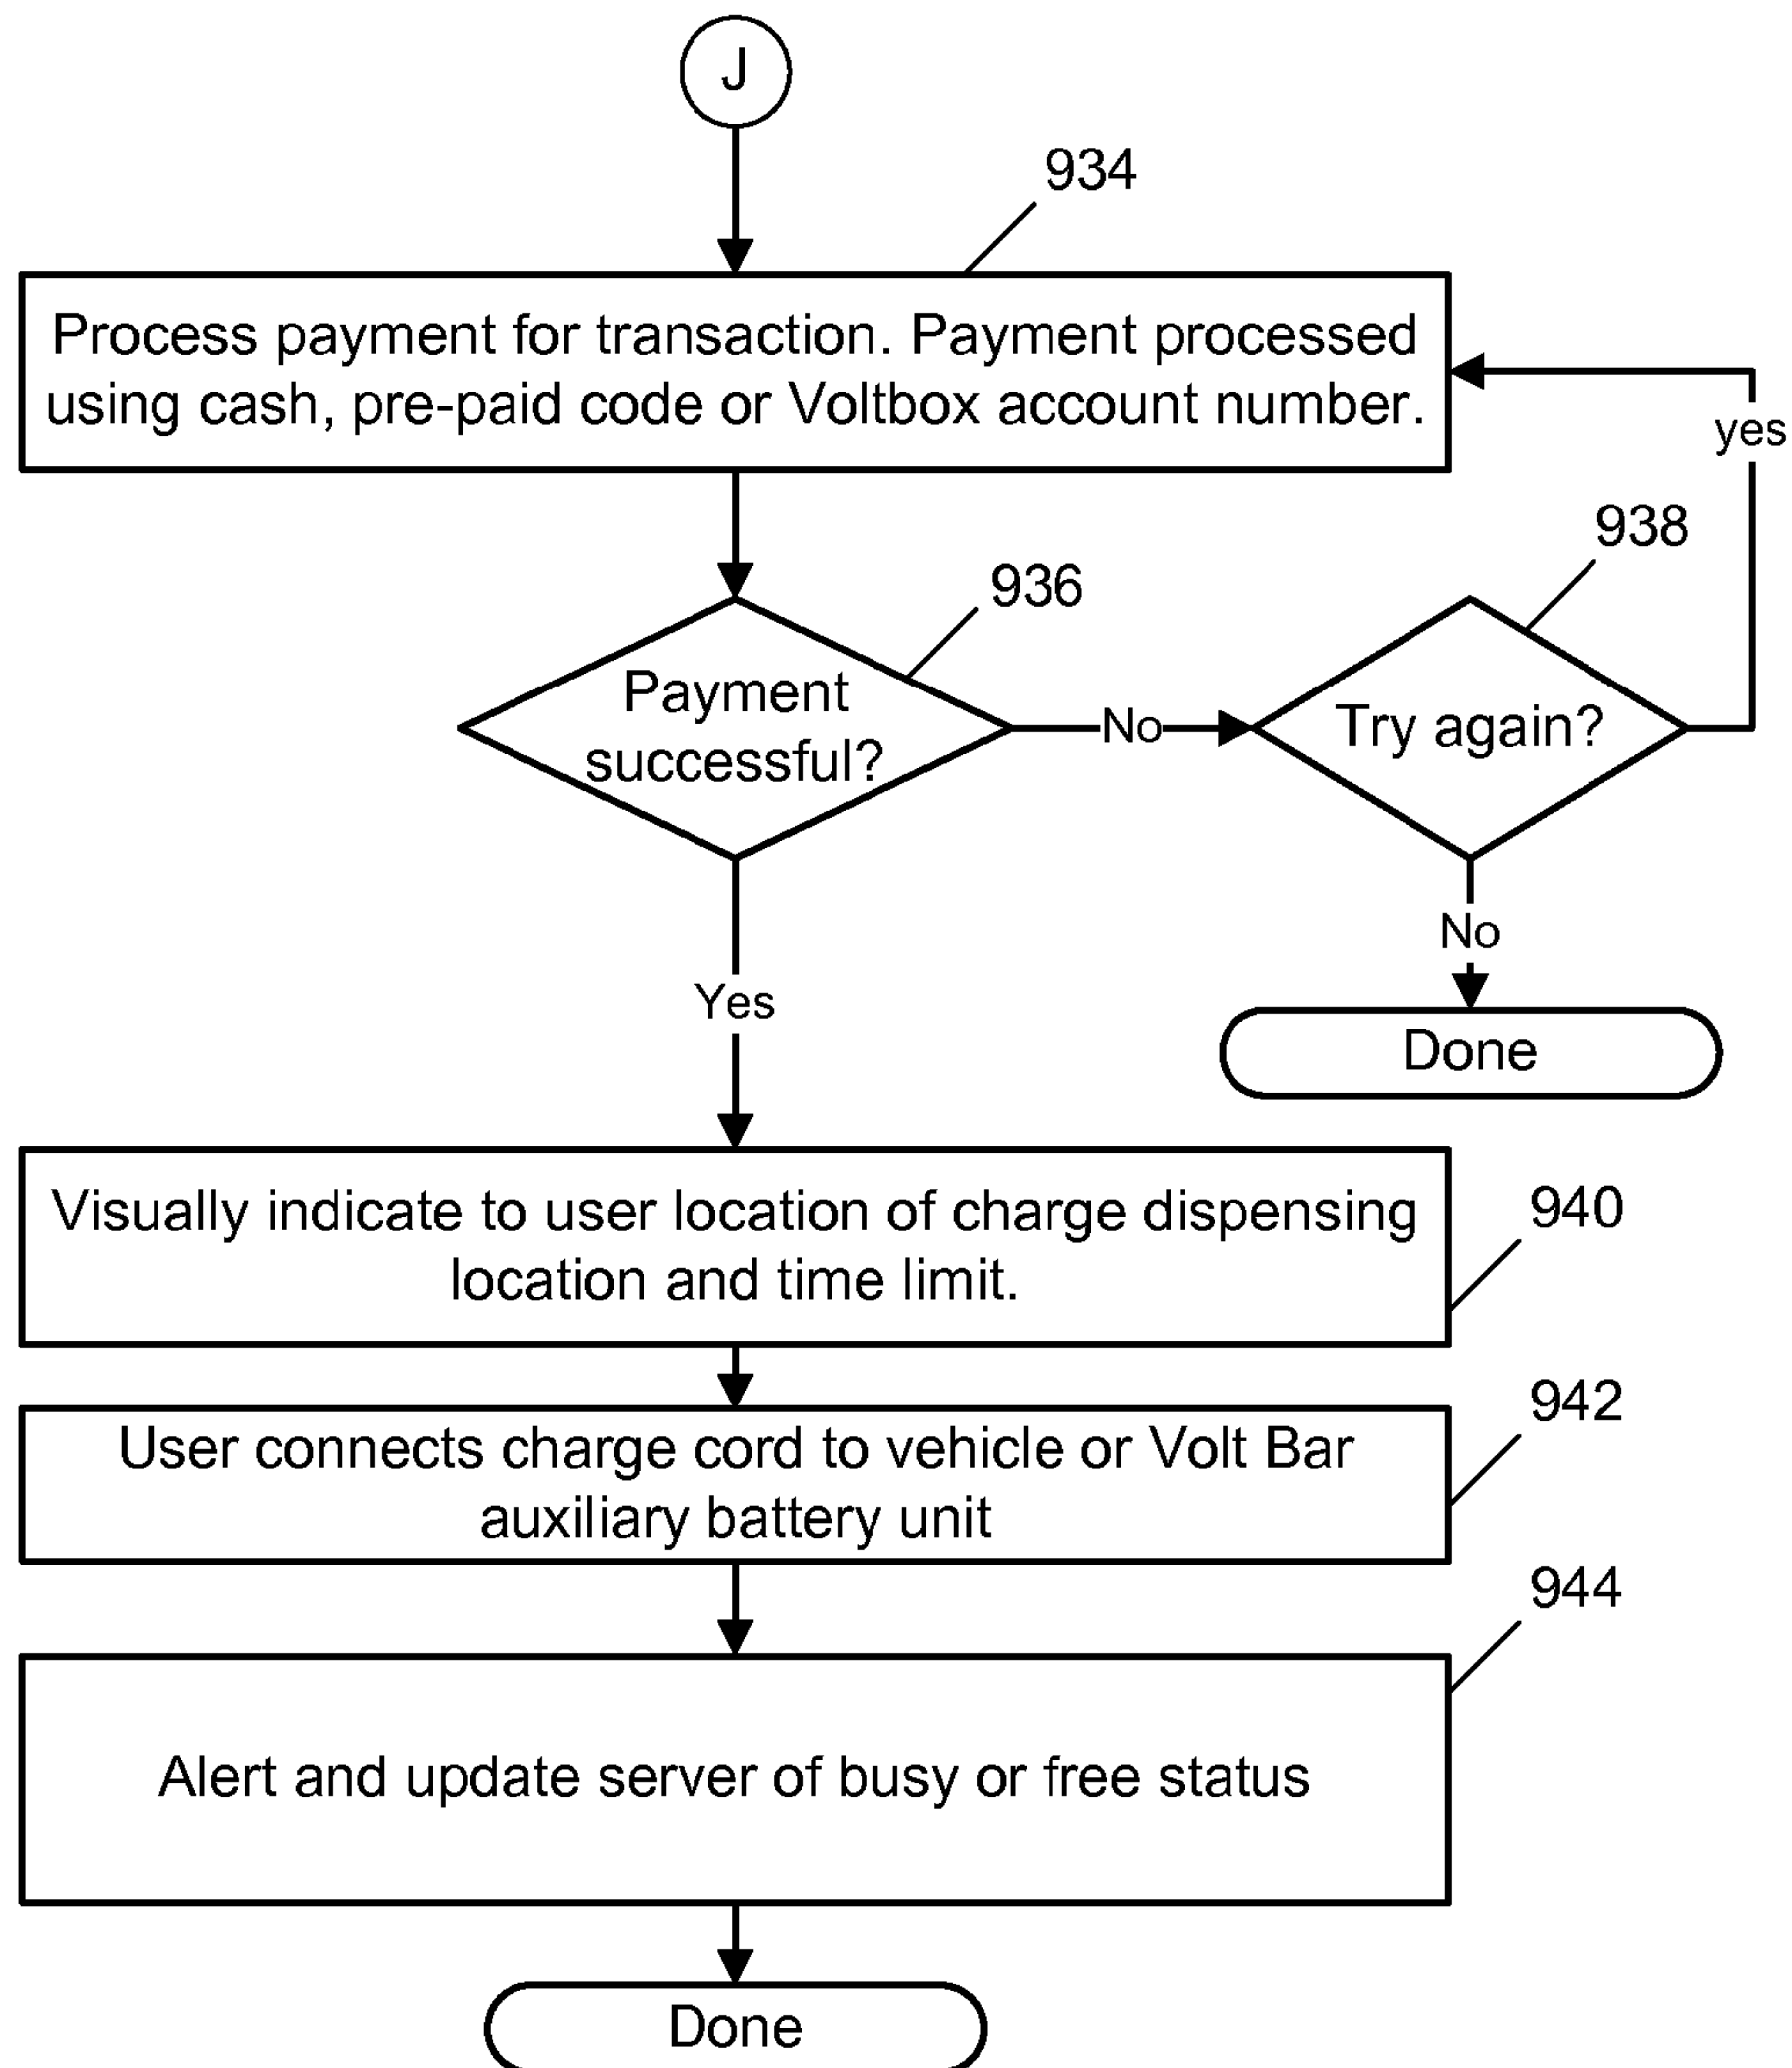 J
934
Process payment for transaction. Payment processed
using cash, pre-paid code or Voltbox account number.
yes
938
936
Payment
successful?
No
Try again?
No
Yes
Done
Visually indicate to user location of charge dispensing
location and time limit.
940
User connects charge cord to vehicle or Volt Bar
auxiliary battery unit
942
944
Alert and update server of busy or free status
Done